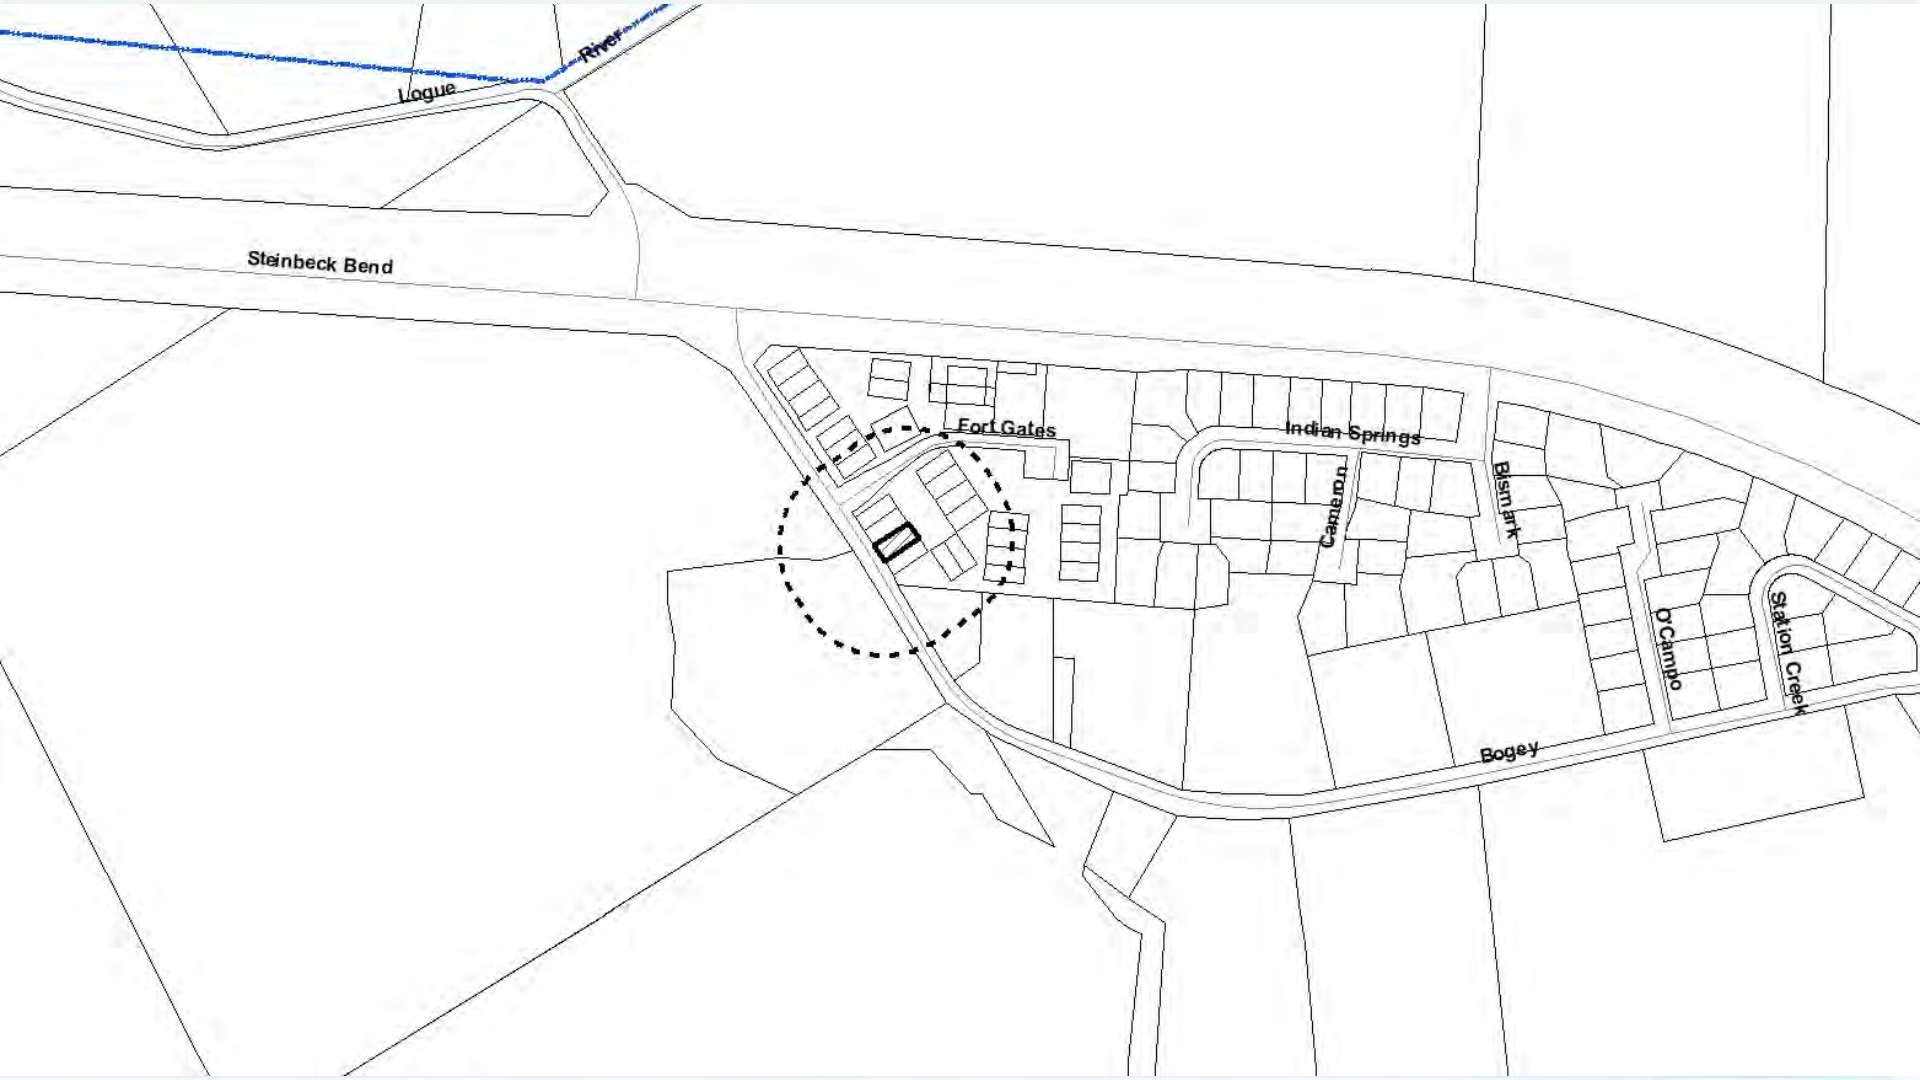 River
Logue
Steinbeck Bend
Fort Gates
Indian Springs
Cameron
Bismark
O'Campo
Station Creek
Bogey